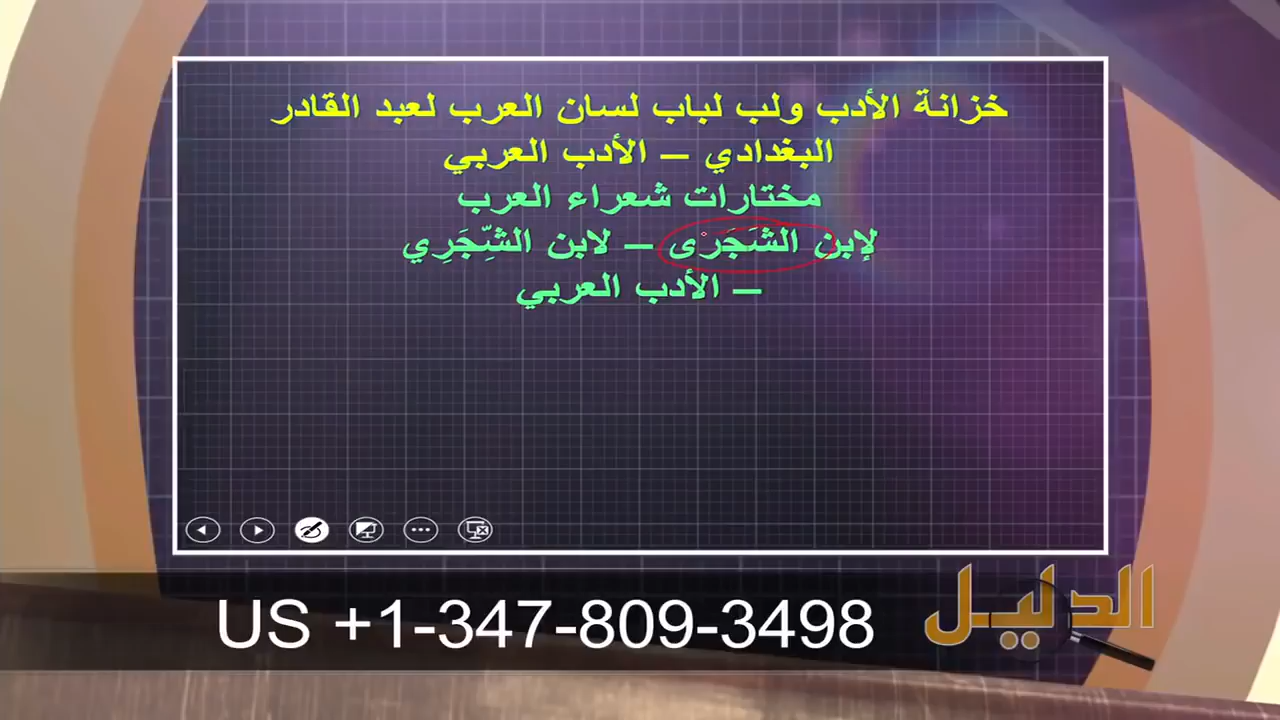 خزانة الأدب ولب لباب لسان العرب لعبد القادر
البغدادي – الأدب العربي
مختارات شعراء العرب
لإبن الشَجَرْى – لابن الشِّجَرِي
– الأدب العربي
US +1-347-809-3498
الدليل